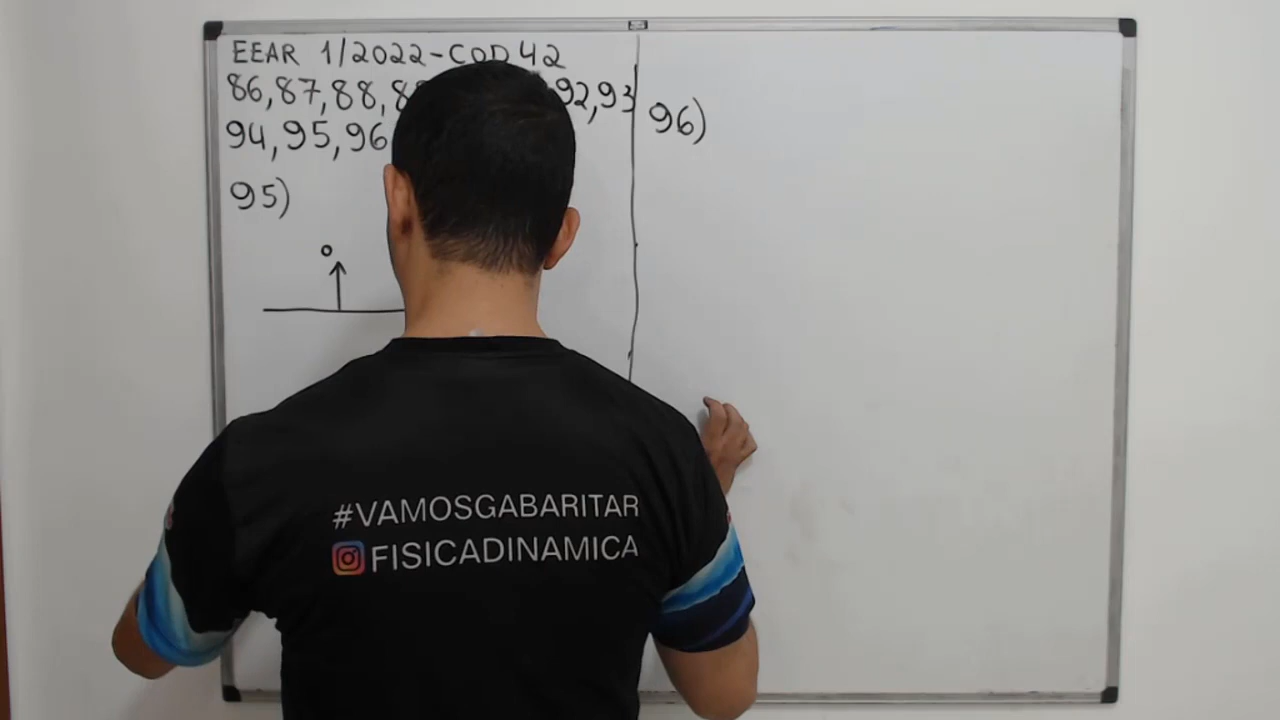 EEAR 1/2022-COD 42
86,87,88,8 92,93
94,95,96
95)
o
96)
#VAMOSGABARITAR
FISICADINAMICA